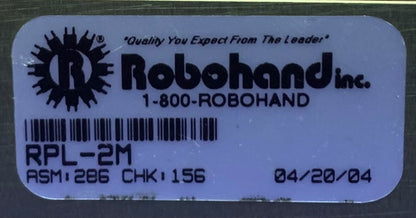 "Quality You Expect From The Leader"
R® Robohand inc.
1-800-ROBOHAND
RPL-2M
ASM:286 CHK:156 04/20/04